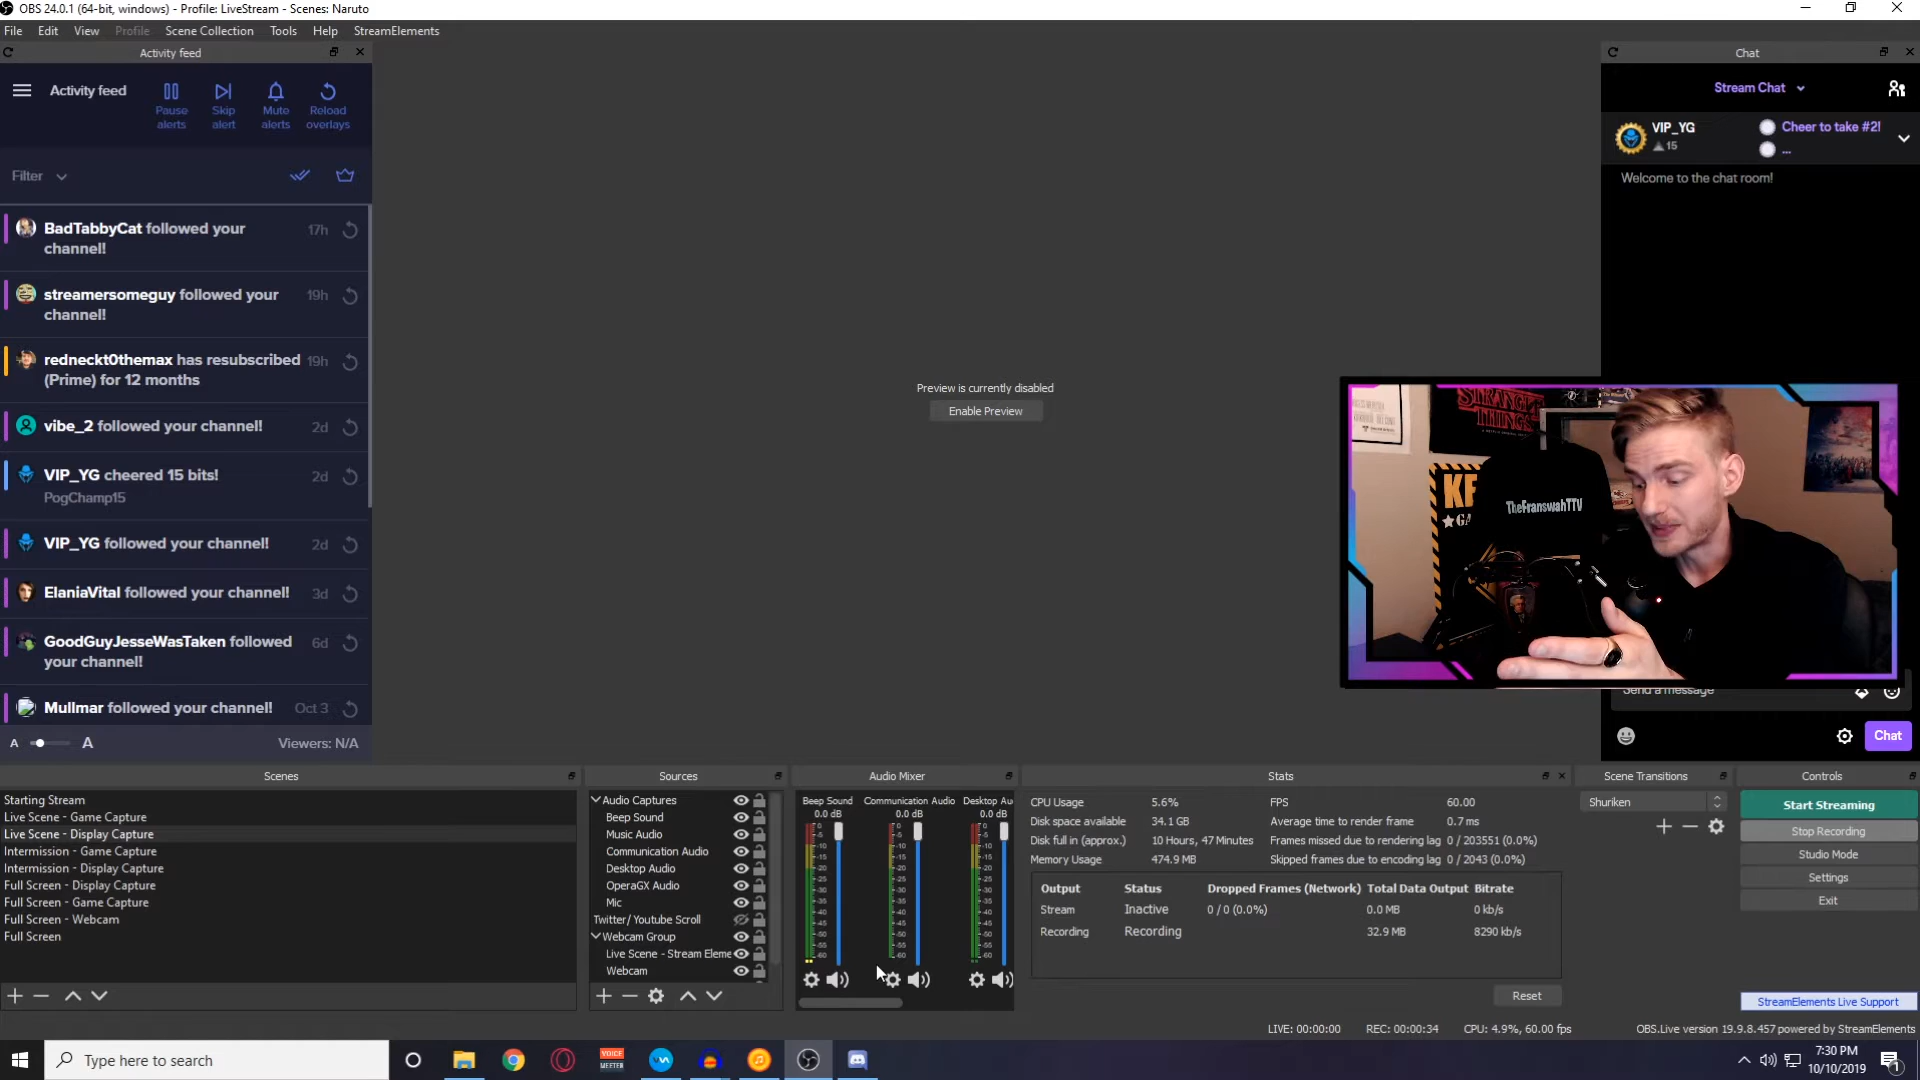 OBS 24.0.1 (64-bit, windows) - Profile: LiveStream - Scenes: Naruto
File Edit View Profile Scene Collection Tools Help StreamElements
Activity feed
Activity feed
Pause alerts
Skip alert
Mute alerts
Reload overlays
Filter
BadTabbyCat followed your 17h
channel!
streamersomeguy followed your 19h
channel!
redneckt0themax has resubscribed 19h
(Prime) for 12 months
vibe_2 followed your channel! 2d
VIP_YG cheered 15 bits! 2d
PogChamp15
VIP_YG followed your channel! 2d
ElaniaVital followed your channel! 3d
GoodGuyJesseWasTaken followed 6d
your channel!
Mullmar followed your channel! Oct 3
A A Viewers: N/A
Preview is currently disabled
Enable Preview
Chat
Stream Chat
VIP_YG
15
Cheer to take #2!
...
Welcome to the chat room!
STRANGER
THINGS
TheFranswahTTV
Send a message
Chat
Scenes
Starting Stream
Live Scene - Game Capture
Live Scene - Display Capture
Intermission - Game Capture
Intermission - Display Capture
Full Screen - Display Capture
Full Screen - Game Capture
Full Screen - Webcam
Full Screen
Sources
Audio Captures
Beep Sound
Music Audio
Communication Audio
Desktop Audio
OperaGX Audio
Mic
Twitter/ Youtube Scroll
Webcam Group
Live Scene - Stream Eleme
Webcam
Audio Mixer
Beep Sound Communication Audio Desktop Au
0.0 dB 0.0 dB 0.0 dB
Stats
CPU Usage 5.6% FPS 60.00
Disk space available 34.1 GB Average time to render frame 0.7 ms
Disk full in (approx.) 10 Hours, 47 Minutes Frames missed due to rendering lag 0 / 203551 (0.0%)
Memory Usage 474.9 MB Skipped frames due to encoding lag 0 / 2043 (0.0%)
Output Status Dropped Frames (Network) Total Data Output Bitrate
Stream Inactive 0 / 0 (0.0%) 0.0 MB 0 kb/s
Recording Recording 32.9 MB 8290 kb/s
Reset
Scene Transitions
Shuriken
Controls
Start Streaming
Stop Recording
Studio Mode
Settings
Exit
StreamElements Live Support
LIVE: 00:00:00 REC: 00:00:34 CPU: 4.9%, 60.00 fps OBS.Live version 19.9.8.457 powered by StreamElements
Type here to search
VOICE
MEETER
7:30 PM
10/10/2019
1